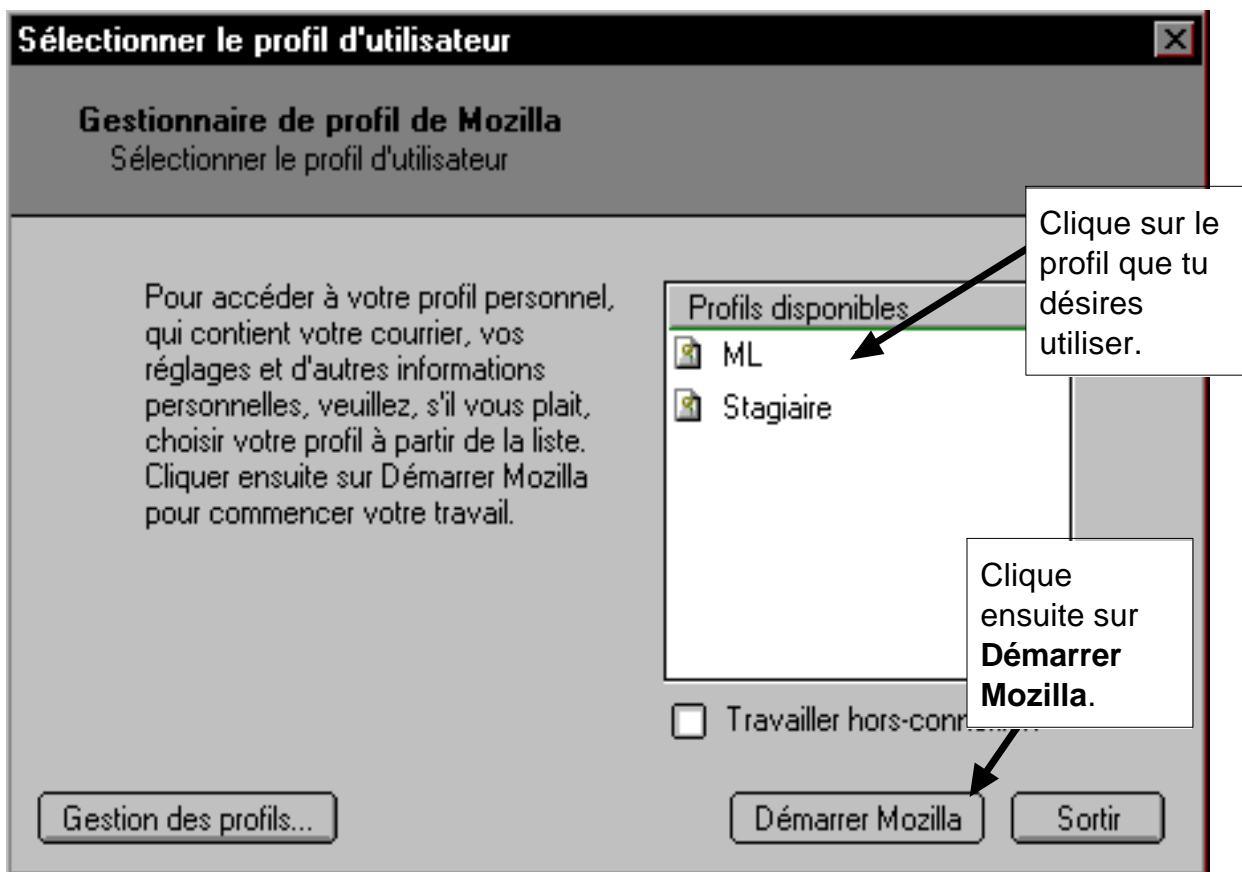 Sélectionner le profil d'utilisateur
Gestionnaire de profil de Mozilla
Sélectionner le profil d'utilisateur
Clique sur le
profil que tu
désires
utiliser.
Pour accéder à votre profil personnel,
qui contient votre courrier, vos
réglages et d'autres informations
personnelles, veuillez, s'il vous plait,
choisir votre profil à partir de la liste.
Cliquer ensuite sur Démarrer Mozilla
pour commencer votre travail.
Profils disponibles
ML
Stagiaire
Clique
ensuite sur
Démarrer
Mozilla.
Travailler hors-connexion
Gestion des profils...
Démarrer Mozilla
Sortir